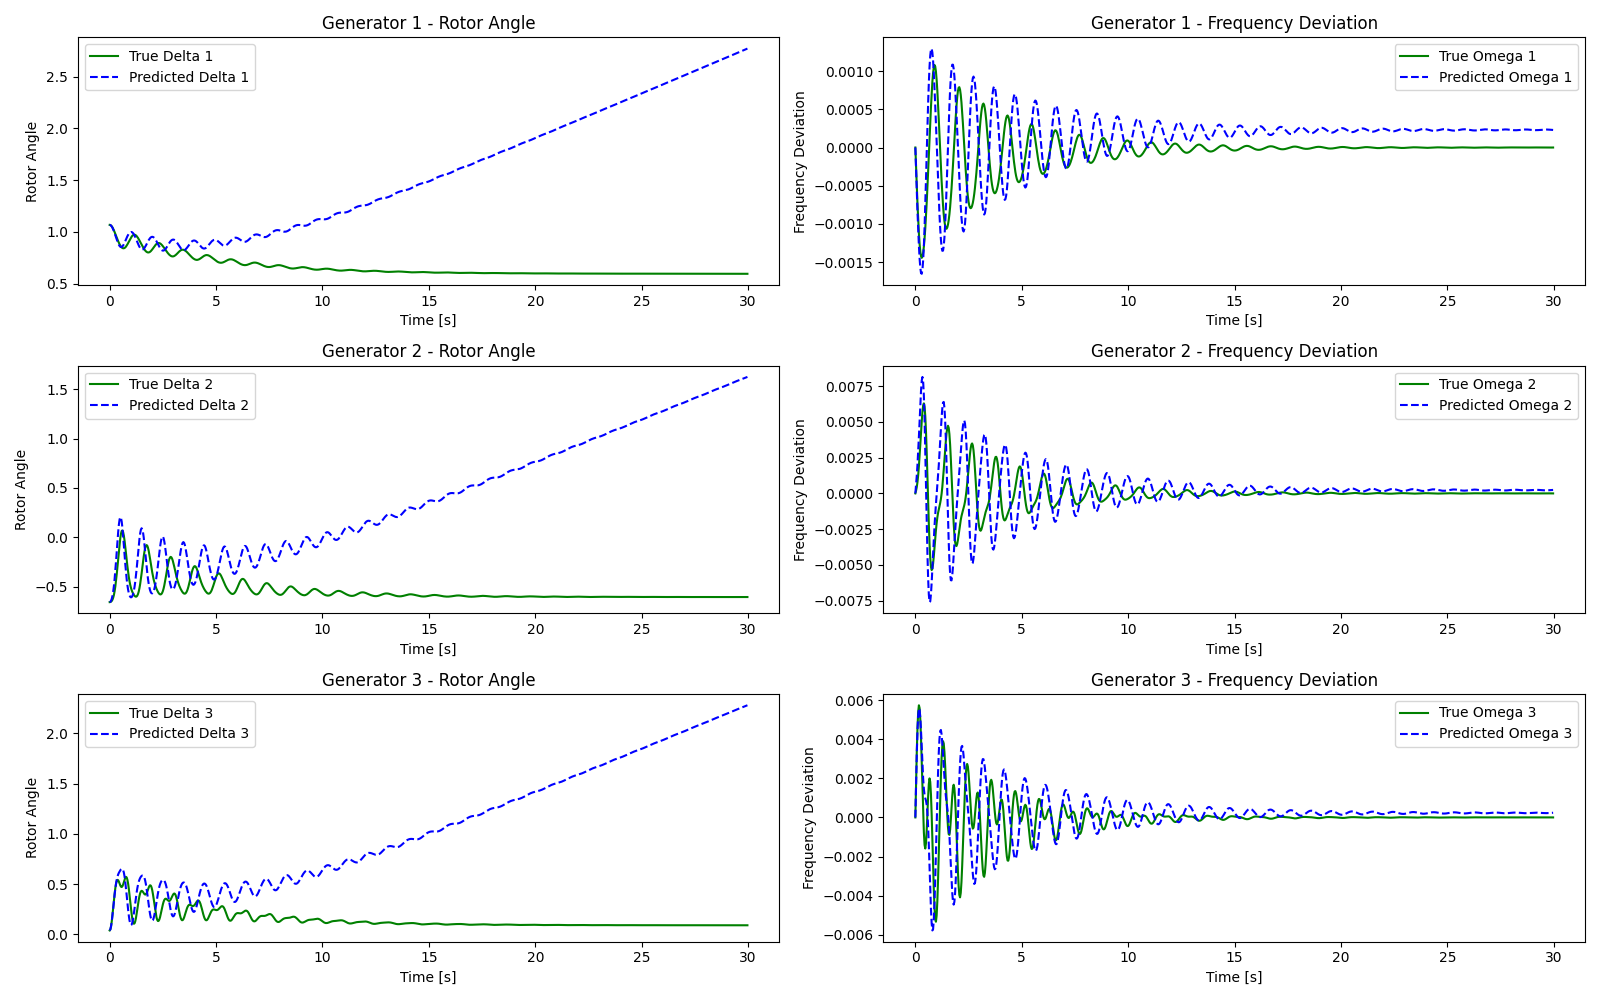 Generator 1 - Rotor Angle
True Delta 1
Predicted Delta 1
Rotor Angle
2.5
2.0
1.5
1.0
0.5
0 5 10 15 20 25 30
Time [s]
Generator 1 - Frequency Deviation
True Omega 1
Predicted Omega 1
Frequency Deviation
0.0010
0.0005
0.0000
−0.0005
−0.0010
−0.0015
0 5 10 15 20 25 30
Time [s]
Generator 2 - Rotor Angle
True Delta 2
Predicted Delta 2
Rotor Angle
1.5
1.0
0.5
0.0
−0.5
0 5 10 15 20 25 30
Time [s]
Generator 2 - Frequency Deviation
True Omega 2
Predicted Omega 2
Frequency Deviation
0.0075
0.0050
0.0025
0.0000
−0.0025
−0.0050
−0.0075
0 5 10 15 20 25 30
Time [s]
Generator 3 - Rotor Angle
True Delta 3
Predicted Delta 3
Rotor Angle
2.0
1.5
1.0
0.5
0.0
0 5 10 15 20 25 30
Time [s]
Generator 3 - Frequency Deviation
True Omega 3
Predicted Omega 3
Frequency Deviation
0.006
0.004
0.002
0.000
−0.002
−0.004
−0.006
0 5 10 15 20 25 30
Time [s]